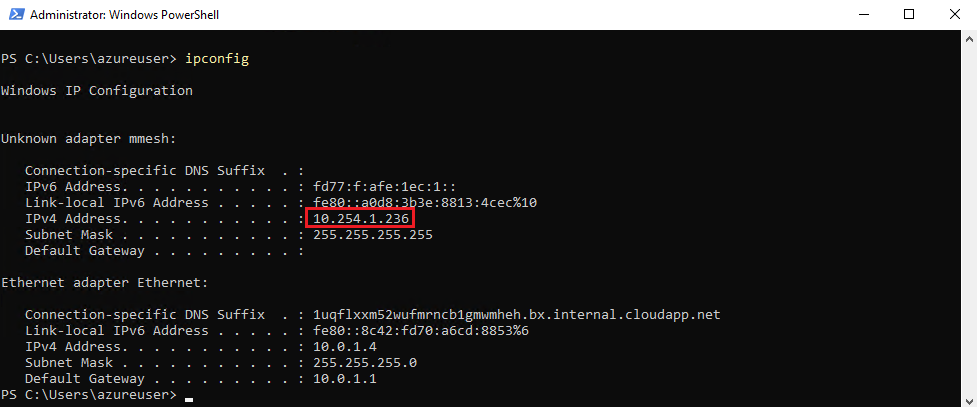 Administrator: Windows PowerShell
PS C:\Users\azureuser> ipconfig
Windows IP Configuration
Unknown adapter mmesh:
Connection-specific DNS Suffix  . :
IPv6 Address. . . . . . . . . . . : fd77:f:afe:1ec:1::
Link-local IPv6 Address . . . . . : fe80::a0d8:3b3e:8813:4cec%10
IPv4 Address. . . . . . . . . . . : 10.254.1.236
Subnet Mask . . . . . . . . . . . : 255.255.255.255
Default Gateway . . . . . . . . . :
Ethernet adapter Ethernet:
Connection-specific DNS Suffix  . : 1uqflxxm52wufmrncb1gmwmheh.bx.internal.cloudapp.net
Link-local IPv6 Address . . . . . : fe80::8c42:fd70:a6cd:8853%6
IPv4 Address. . . . . . . . . . . : 10.0.1.4
Subnet Mask . . . . . . . . . . . : 255.255.255.0
Default Gateway . . . . . . . . . : 10.0.1.1
PS C:\Users\azureuser>